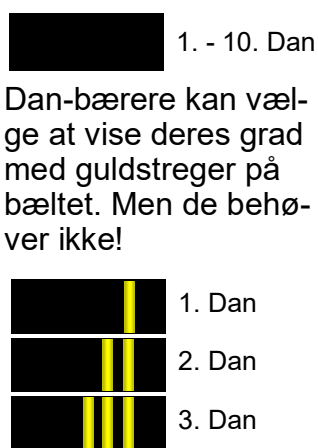 1. - 10. Dan
Dan-bærere kan væl-
ge at vise deres grad
med guldstreger på
bæltet. Men de behø-
ver ikke!
1. Dan
2. Dan
3. Dan